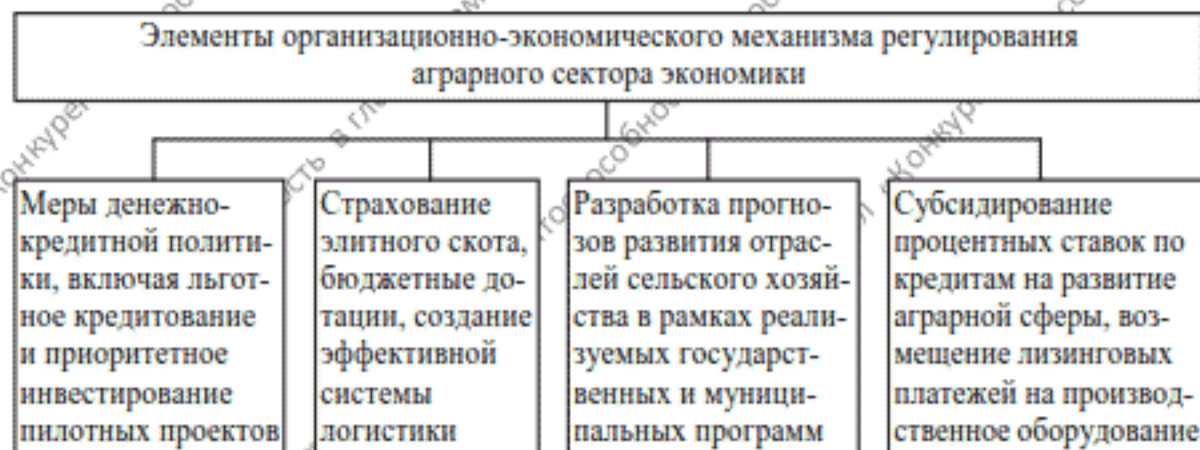 Элементы организационно-экономического механизма регулирования
аграрного сектора экономики
Меры денежно-
кредитной полити-
ки, включая льгот-
ное кредитование
и приоритетное
инвестирование
пилотных проектов
Страхование
элитного скота,
бюджетные до-
тации, создание
эффективной
системы
логистики
Разработка прогно-
зов развития отрас-
лей сельского хозяй-
ства в рамках реали-
зуемых государст-
венных и муници-
пальных программ
Субсидирование
процентных ставок по
кредитам на развитие
аграрной сферы, воз-
мещение лизинговых
платежей на производ-
ственное оборудование